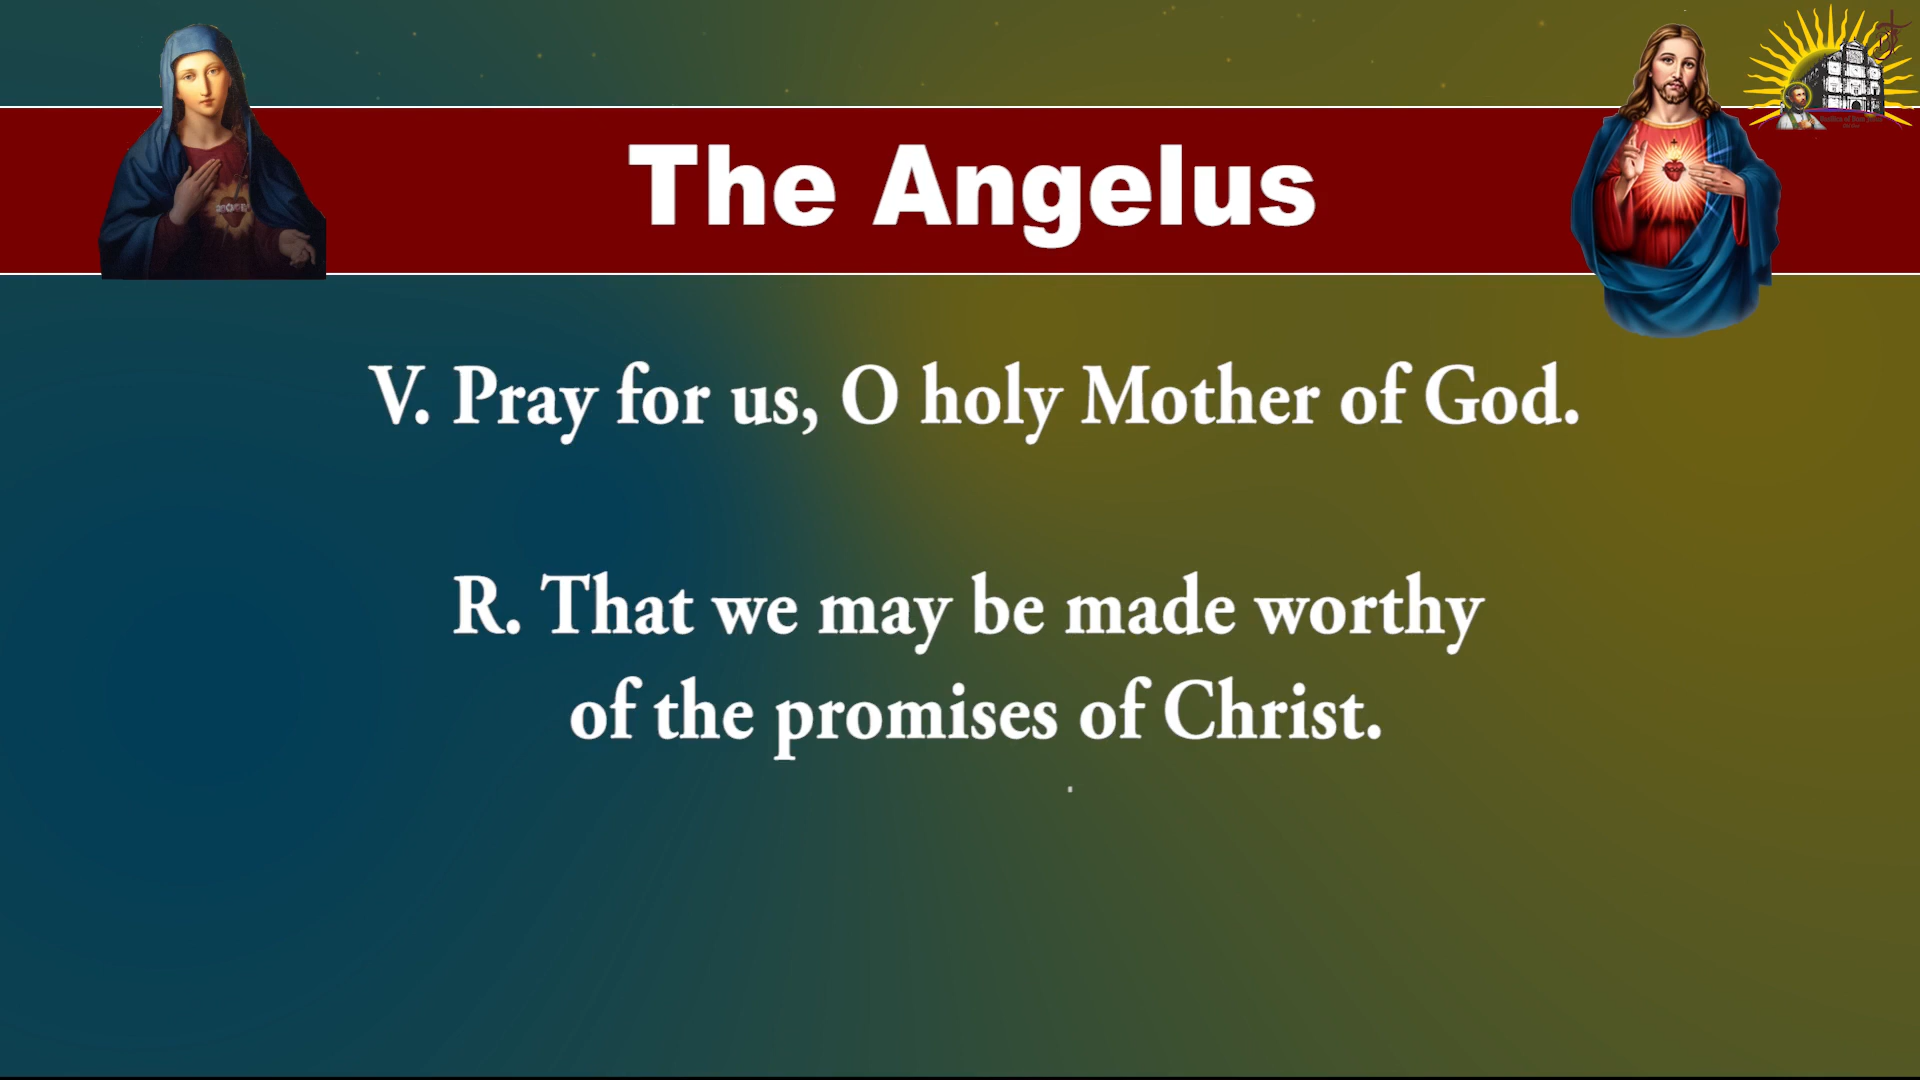 The Angelus
V. Pray for us, O holy Mother of God.
R. That we may be made worthy
of the promises of Christ.